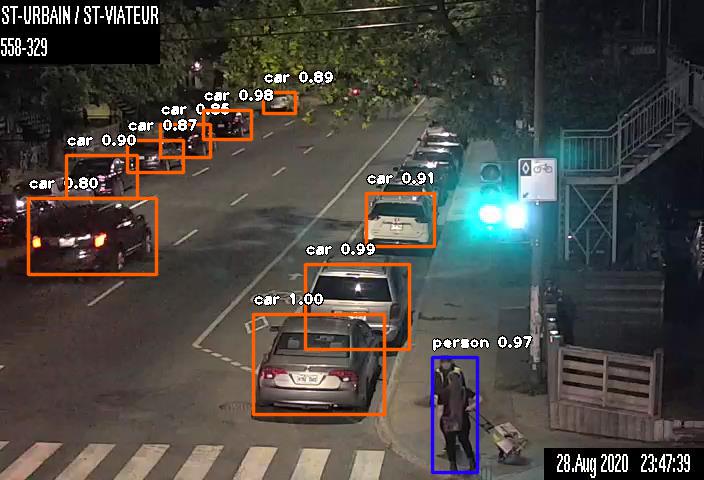 ST-URBAIN / ST-VIATEUR
558-329
car 0.89
car 0.98
car 0.86
car 0.87
car 0.90
car 0.80
car 0.91
car 0.99
car 1.00
person 0.97
28.Aug 2020 23:47:39